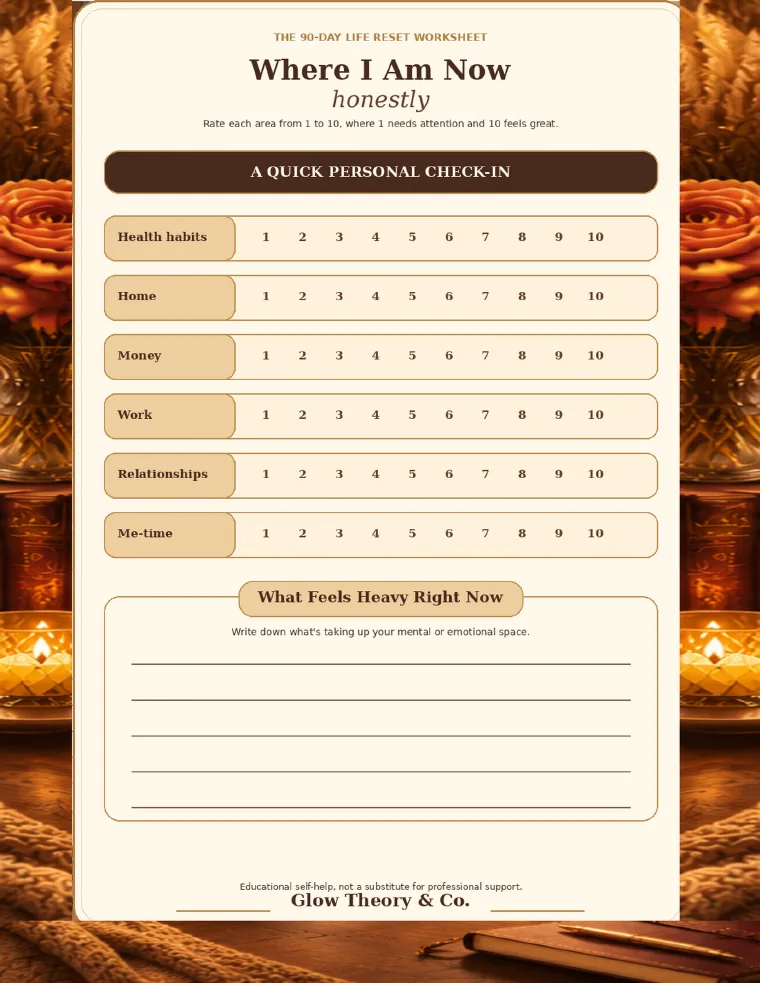 THE 90-DAY LIFE RESET WORKSHEET
Where I Am Now
honestly
Rate each area from 1 to 10, where 1 needs attention and 10 feels great.
A QUICK PERSONAL CHECK-IN
Health habits 1 2 3 4 5 6 7 8 9 10
Home 1 2 3 4 5 6 7 8 9 10
Money 1 2 3 4 5 6 7 8 9 10
Work 1 2 3 4 5 6 7 8 9 10
Relationships 1 2 3 4 5 6 7 8 9 10
Me-time 1 2 3 4 5 6 7 8 9 10
What Feels Heavy Right Now
Write down what's taking up your mental or emotional space.
Educational self-help, not a substitute for professional support.
Glow Theory & Co.